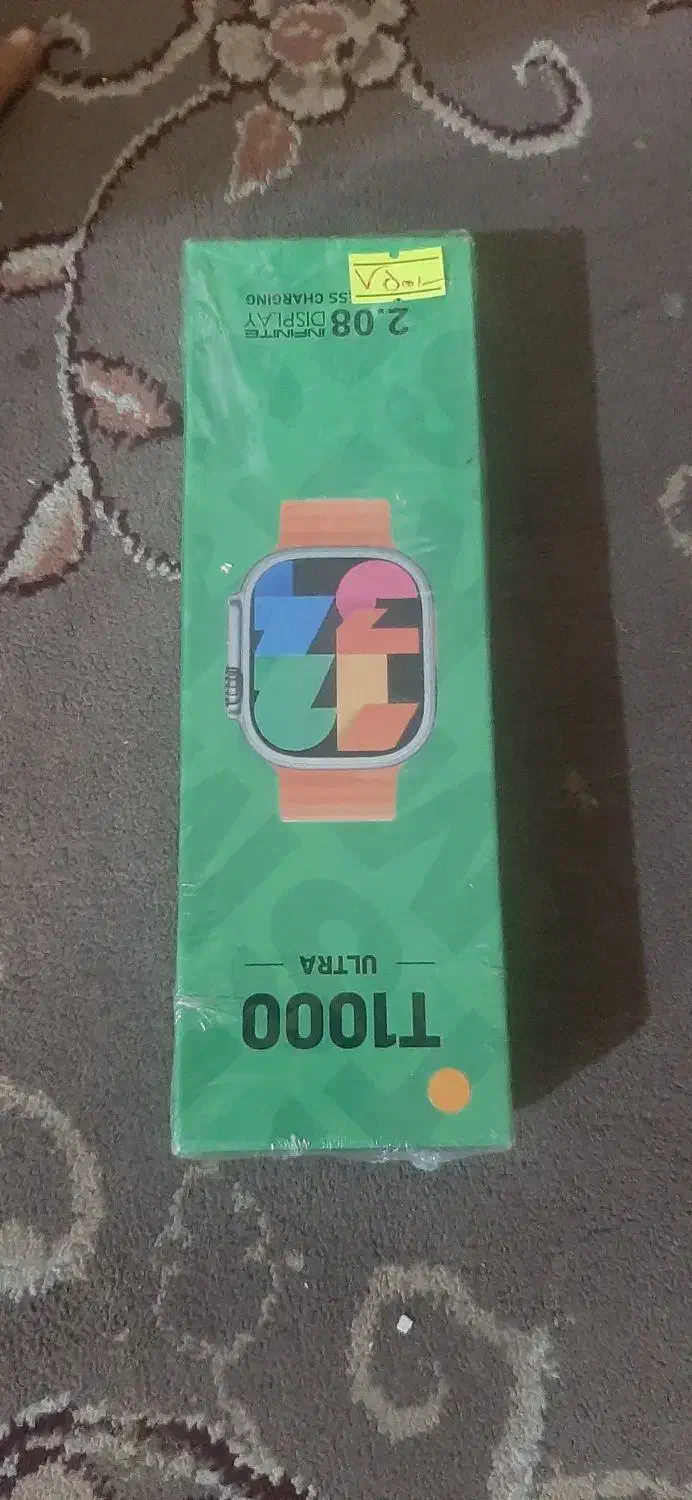 T1000
ULTRA
2.08 INFINITE
DISPLAY
CHARGING